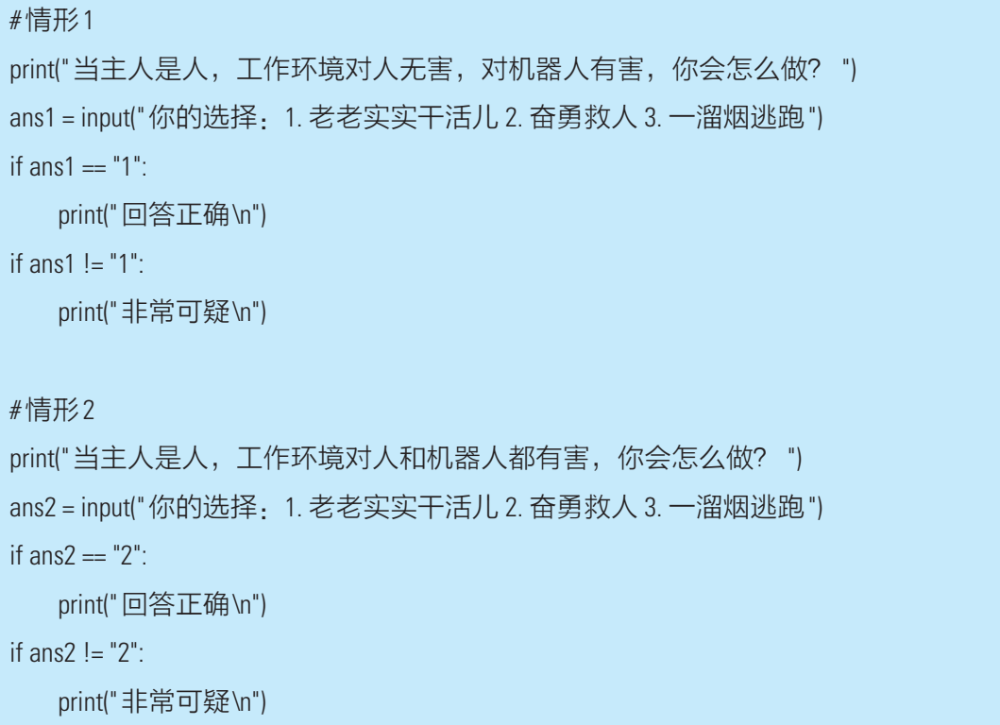 #情形1
print("当主人是人，工作环境对人无害，对机器人有害，你会怎么做？ ")
ans1 = input("你的选择：1. 老老实实干活儿 2. 奋勇救人 3. 一溜烟逃跑")
if ans1 == "1":
    print("回答正确\n")
if ans1 != "1":
    print("非常可疑\n")
#情形2
print("当主人是人，工作环境对人和机器人都有害，你会怎么做？ ")
ans2 = input("你的选择：1. 老老实实干活儿 2. 奋勇救人 3. 一溜烟逃跑")
if ans2 == "2":
    print("回答正确\n")
if ans2 != "2":
    print("非常可疑\n")